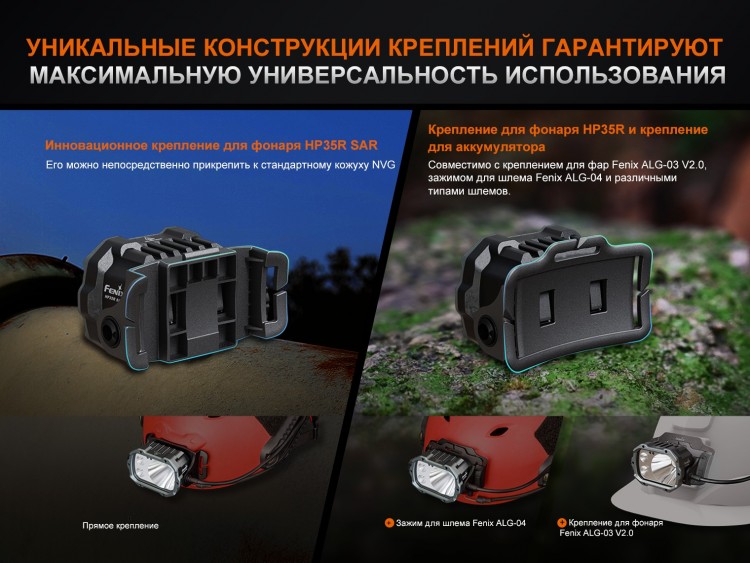 УНИКАЛЬНЫЕ КОНСТРУКЦИИ КРЕПЛЕНИЙ ГАРАНТИРУЮТ
МАКСИМАЛЬНУЮ УНИВЕРСАЛЬНОСТЬ ИСПОЛЬЗОВАНИЯ
Инновационное крепление для фонаря HP35R SAR
Его можно непосредственно прикрепить к стандартному кожуху NVG
Крепление для фонаря HP35R и крепление
для аккумулятора
Совместимо с креплением для фар Fenix ALG-03 V2.0,
зажимом для шлема Fenix ALG-04 и различными
типами шлемов.
FENIX
Прямое крепление
Зажим для шлема Fenix ALG-04
Крепление для фонаря
Fenix ALG-03 V2.0